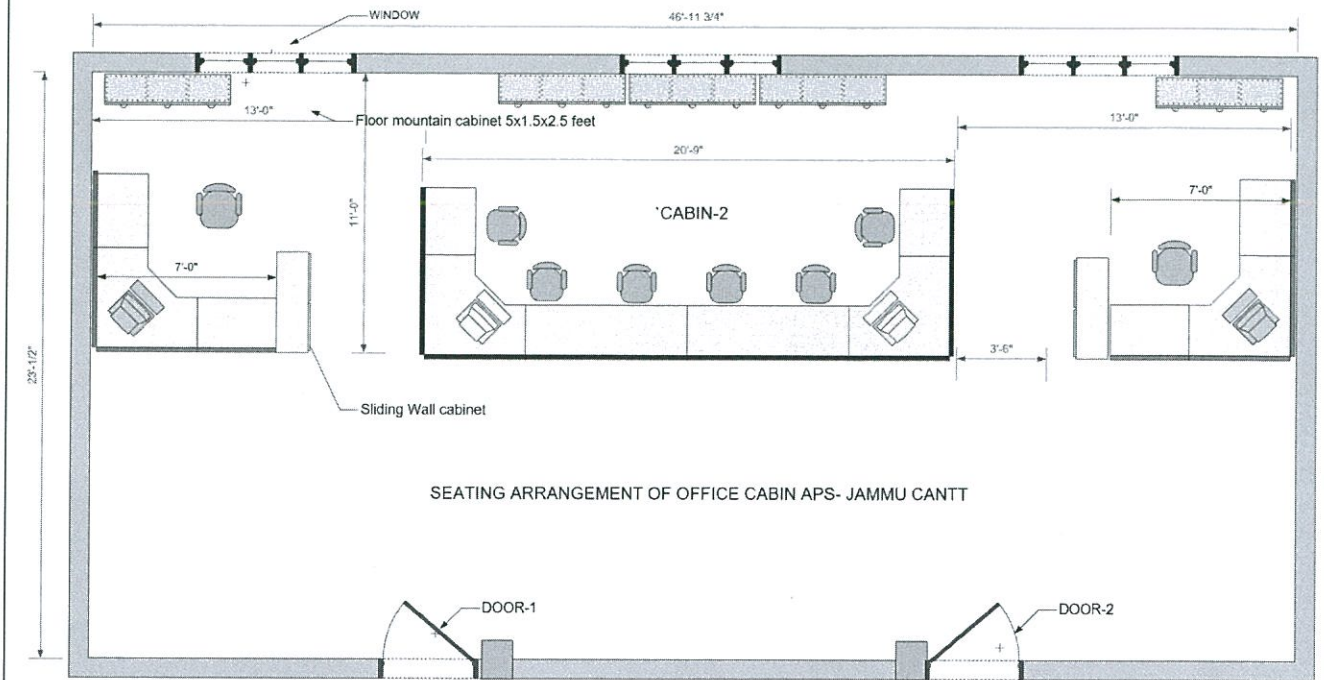 46'-11 3/4"
WINDOW
13'-0"
Floor mountain cabinet 5x1.5x2.5 feet
13'-0"
20'-9"
7'-0"
'CABIN-2
11'-0"
7'-0"
23'-1/2"
3'-6"
Sliding Wall cabinet
SEATING ARRANGEMENT OF OFFICE CABIN APS- JAMMU CANTT
DOOR-1
DOOR-2